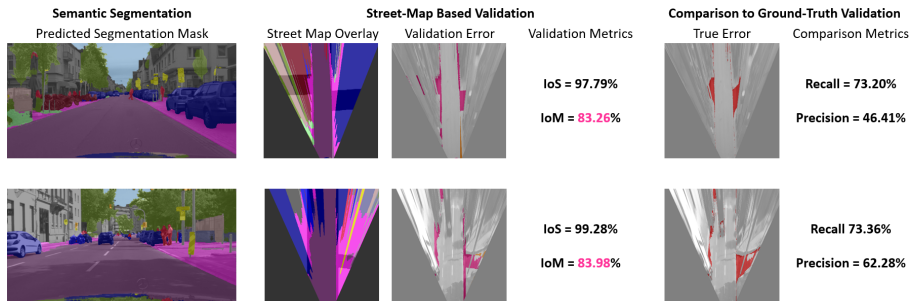 Semantic Segmentation
Street-Map Based Validation
Comparison to Ground-Truth Validation
Predicted Segmentation Mask
Street Map Overlay
Validation Error
Validation Metrics
True Error
Comparison Metrics
IoS = 97.79%
IoM = 83.26%
Recall = 73.20%
Precision = 46.41%
IoS = 99.28%
IoM = 83.98%
Recall 73.36%
Precision = 62.28%